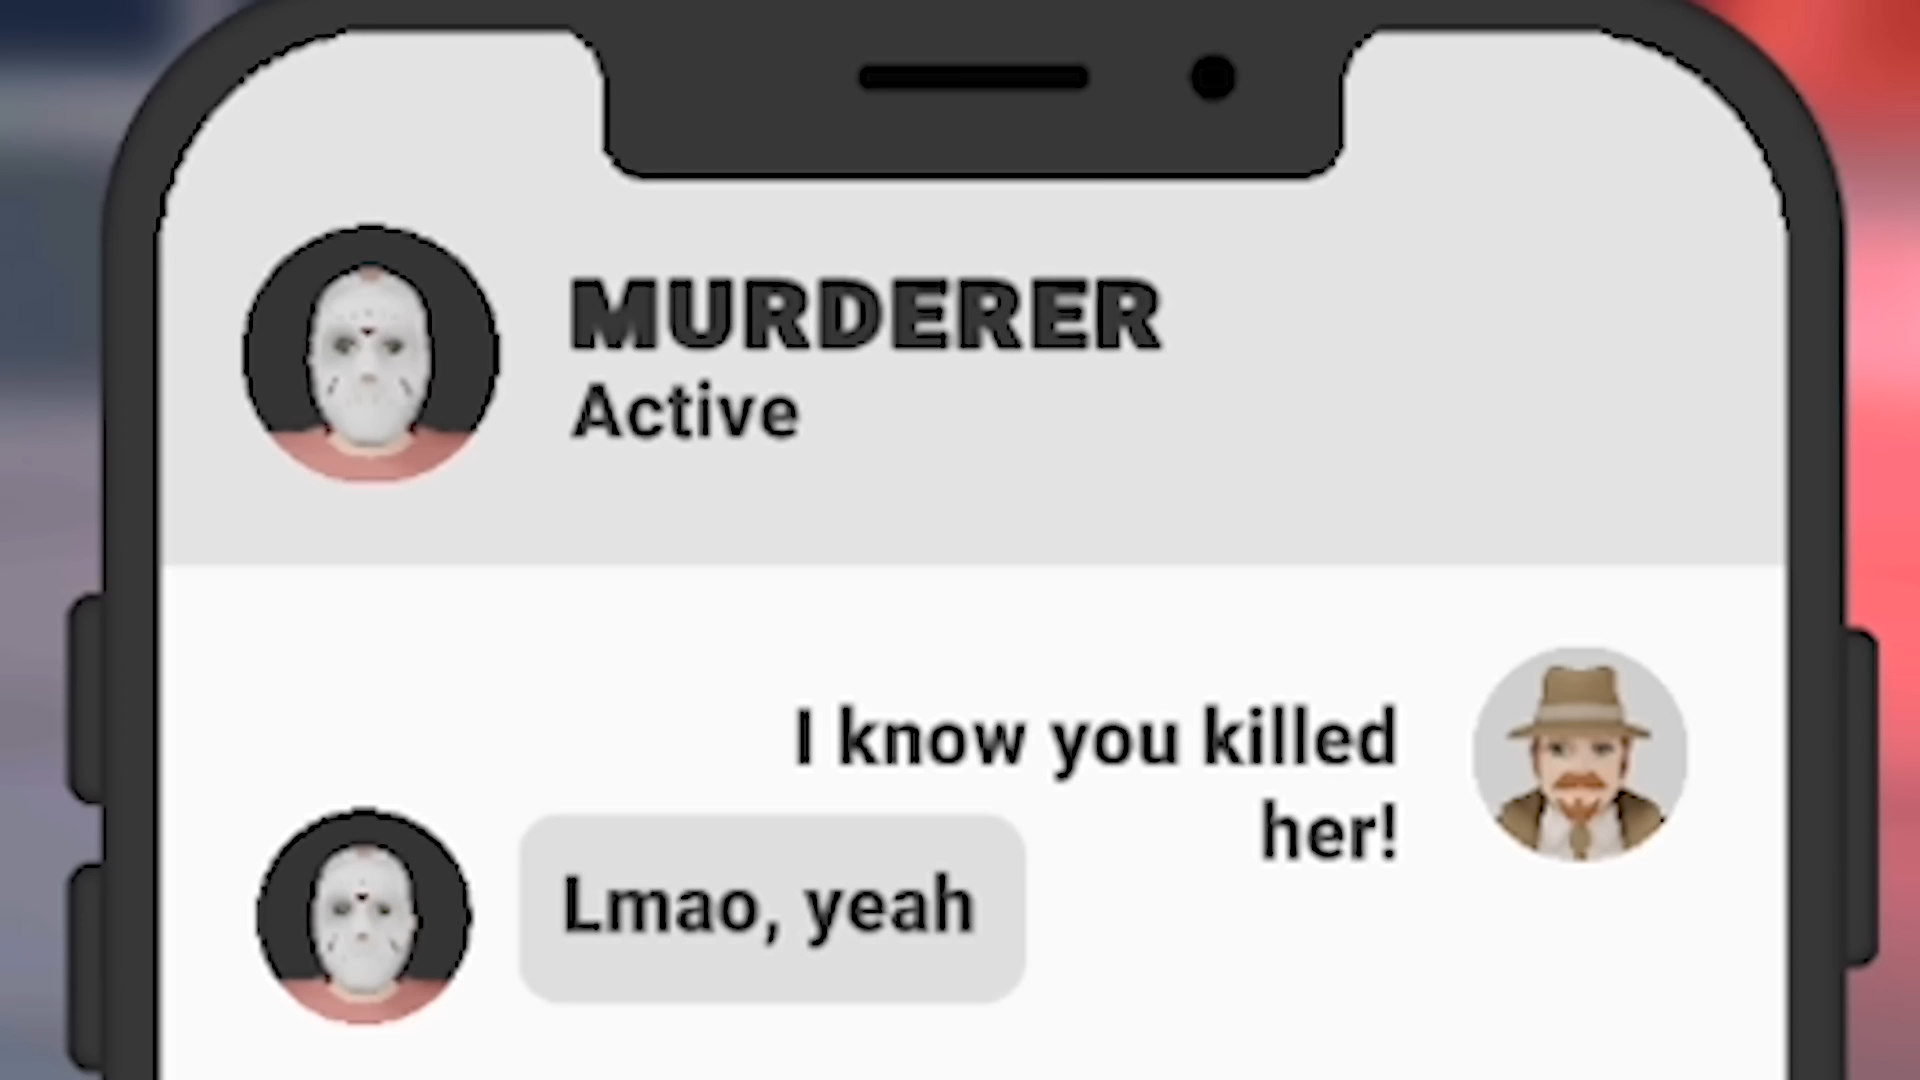 MURDERER
Active
I know you killed
her!
Lmao, yeah